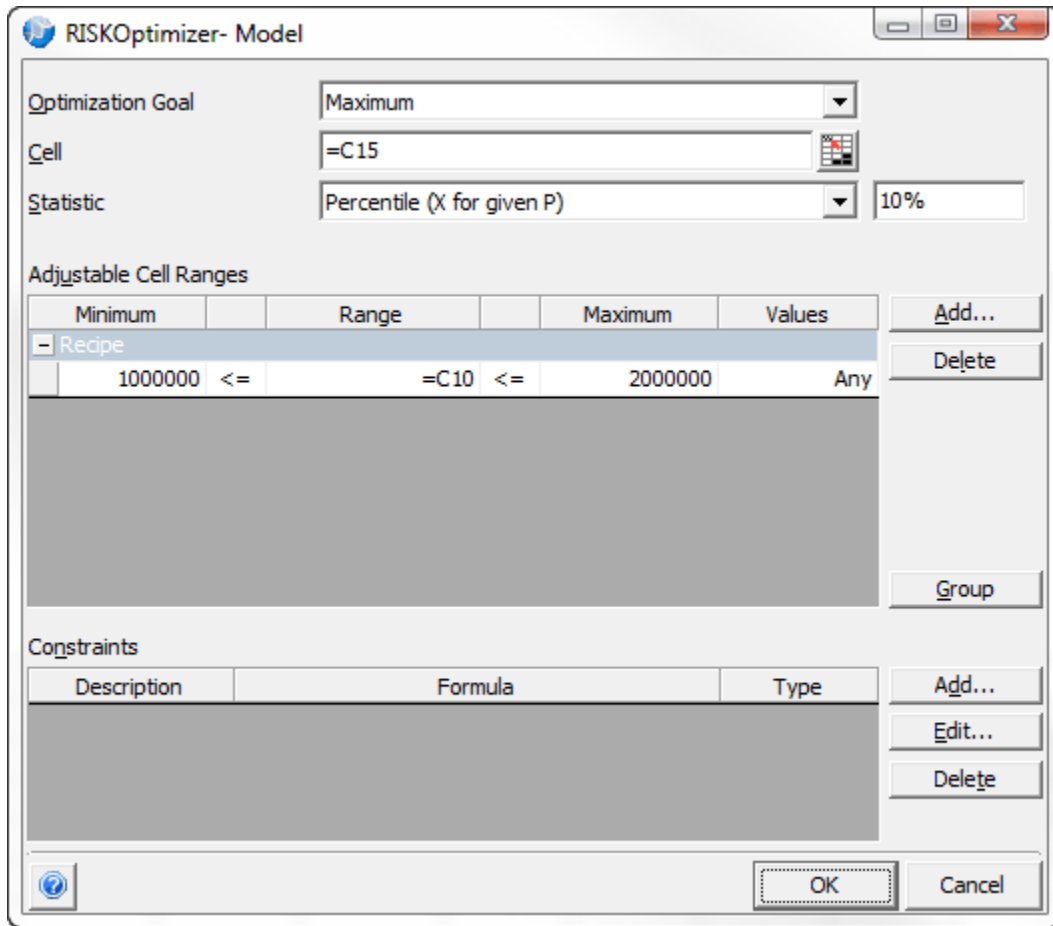 RISKOptimizer- Model
Optimization Goal Maximum
Cell =C15
Statistic Percentile (X for given P) 10%
Adjustable Cell Ranges
Minimum Range Maximum Values Add...
Recipe
Delete
1000000 <= =C10 <= 2000000 Any
Group
Constraints
Description Formula Type Add...
Edit...
Delete
OK Cancel